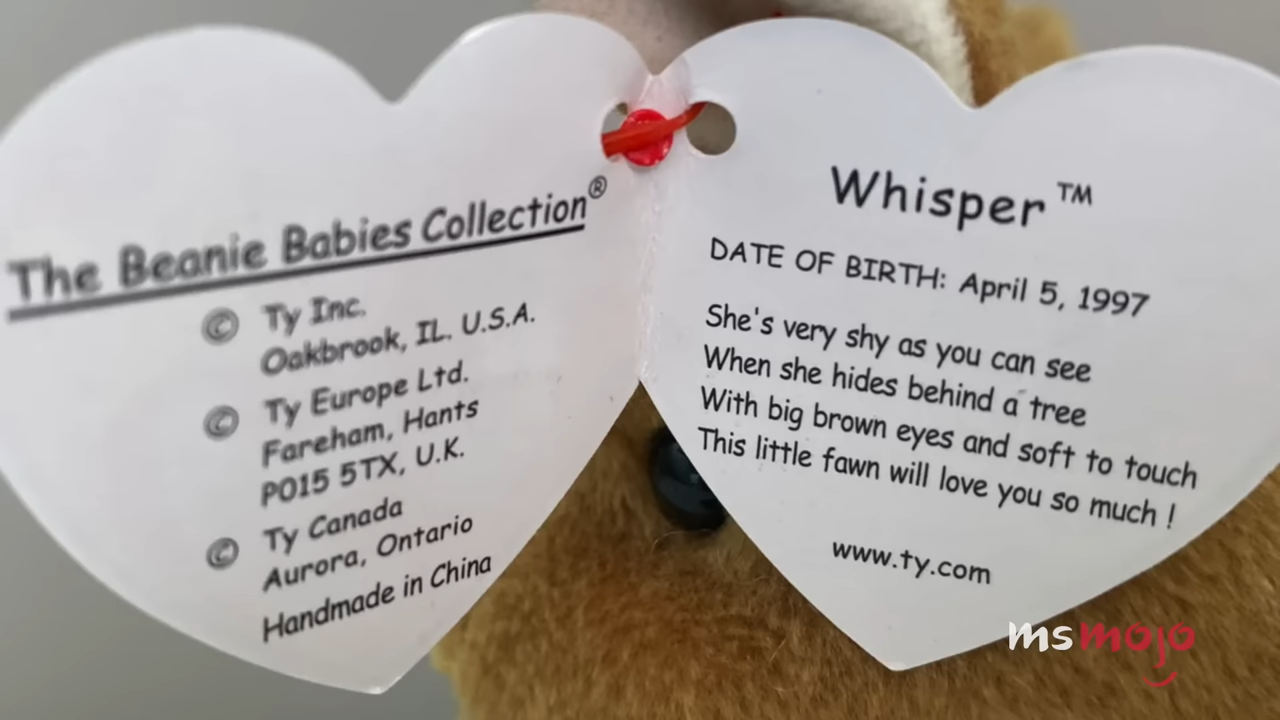 The Beanie Babies Collection®
© Ty Inc.
Oakbrook, IL. U.S.A.
© Ty Europe Ltd.
Fareham, Hants
P015 5TX, U.K.
© Ty Canada
Aurora, Ontario
Handmade in China
Whisper™
DATE OF BIRTH: April 5, 1997
She's very shy as you can see
When she hides behind a tree
With big brown eyes and soft to touch
This little fawn will love you so much !
www.ty.com
msmojo